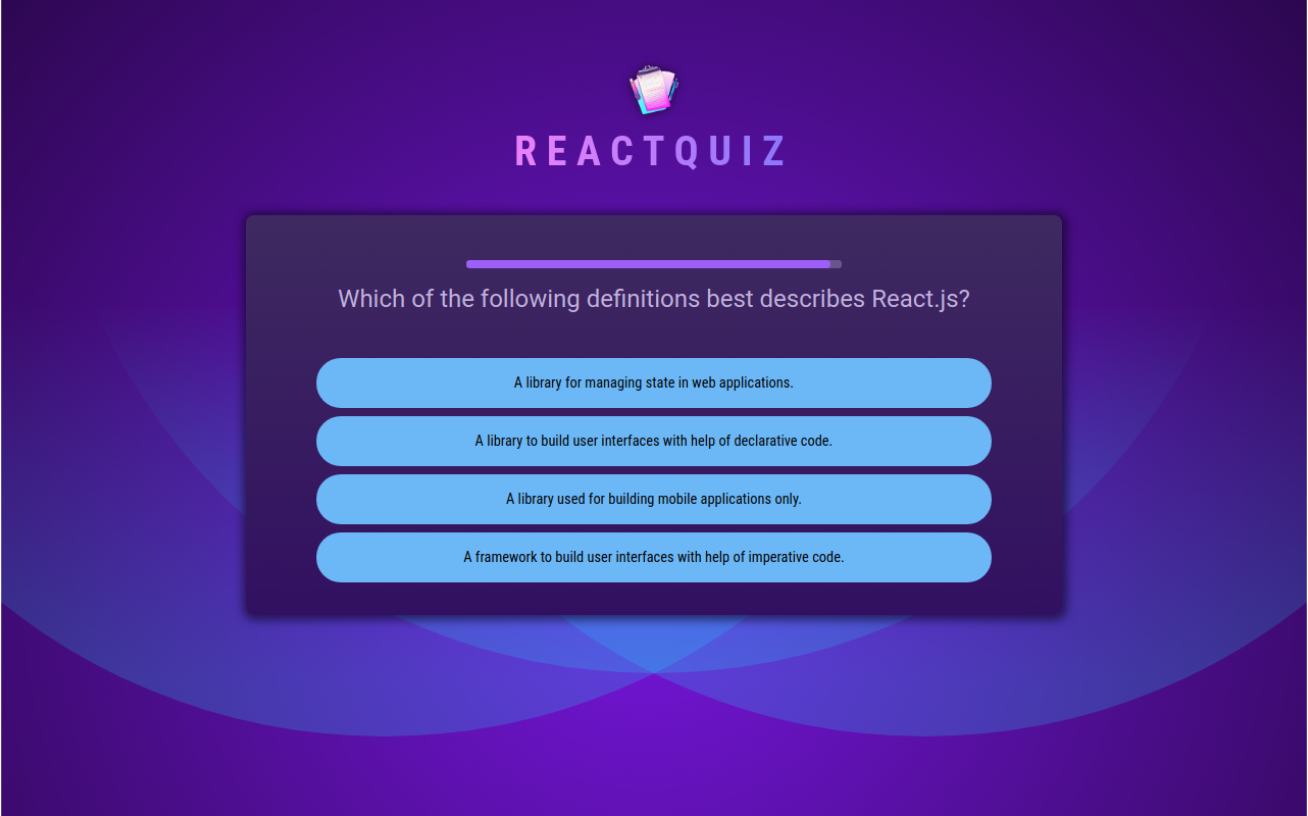 REACTQUIZ
Which of the following definitions best describes React.js?
A library for managing state in web applications.
A library to build user interfaces with help of declarative code.
A library used for building mobile applications only.
A framework to build user interfaces with help of imperative code.